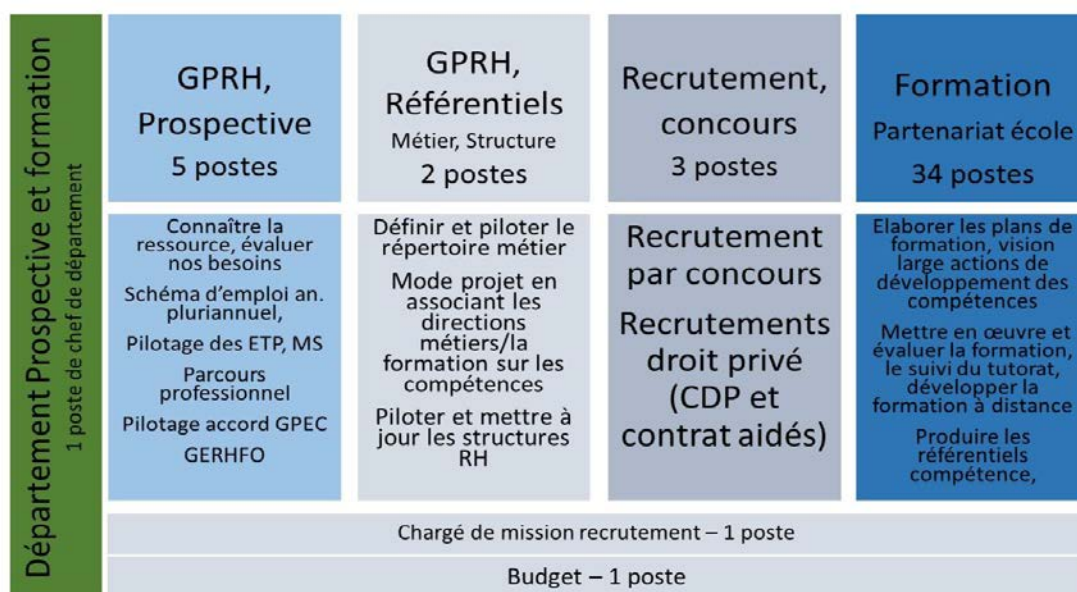 Département Prospective et formation
1 poste de chef de département
GPRH,
Prospective
5 postes
Connaître la
ressource, évaluer
nos besoins
Schéma d'emploi an.
pluriannuel,
Pilotage des ETP, MS
Parcours
professionnel
Pilotage accord GPEC
GERHFO
GPRH,
Référentiels
Métier, Structure
2 postes
Définir et piloter le
répertoire métier
Mode projet en
associant les
directions
métiers/la
formation sur les
compétences
Piloter et mettre à
jour les structures
RH
Recrutement,
concours
3 postes
Recrutement
par concours
Recrutements
droit privé
(CDP et
contrat aidés)
Formation
Partenariat école
34 postes
Elaborer les plans de
formation, vision
large actions de
développement des
compétences
Mettre en œuvre et
évaluer la formation,
le suivi du tutorat,
développer la
formation à distance
Produire les
référentiels
compétence,
Chargé de mission recrutement – 1 poste
Budget – 1 poste